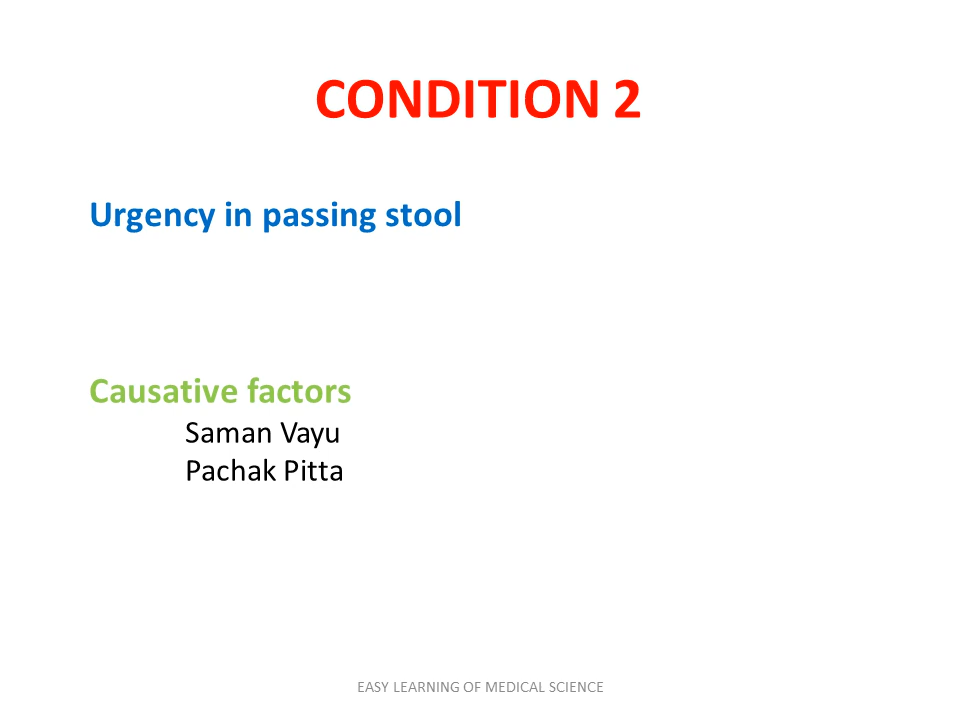 CONDITION 2
Urgency in passing stool
Causative factors
Saman Vayu
Pachak Pitta
EASY LEARNING OF MEDICAL SCIENCE